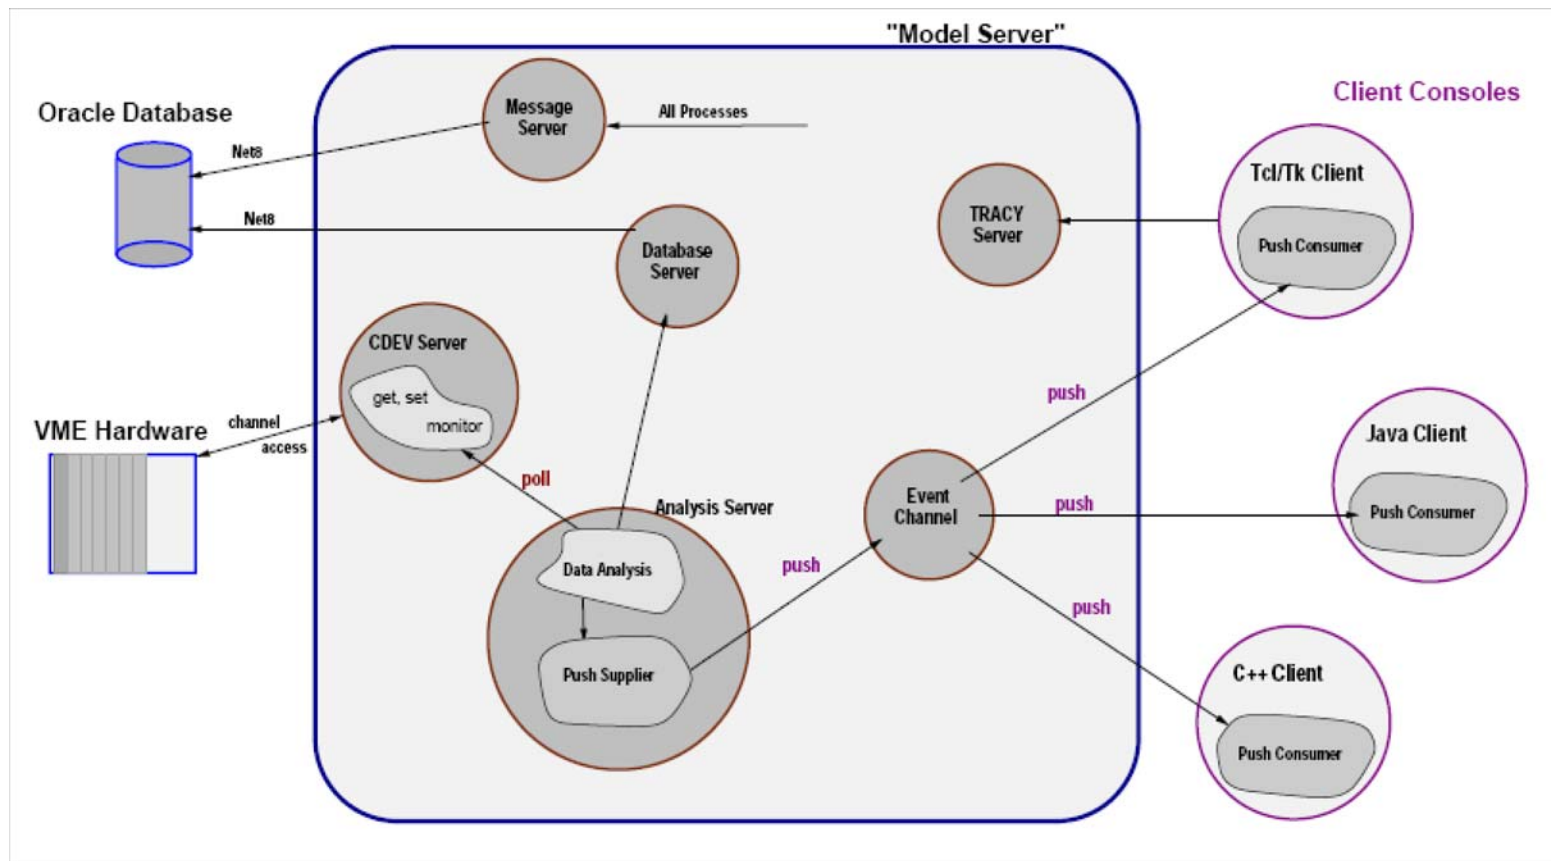 "Model Server"
Oracle Database
Client Consoles
Message
Server
All Processes
Net8
Tcl/Tk Client
Push Consumer
TRACY
Server
Net8
Database
Server
CDEV Server
get, set
monitor
VME Hardware
channel
access
poll
push
Java Client
Push Consumer
push
Event
Channel
Analysis Server
Data Analysis
push
push
Push Supplier
C++ Client
Push Consumer